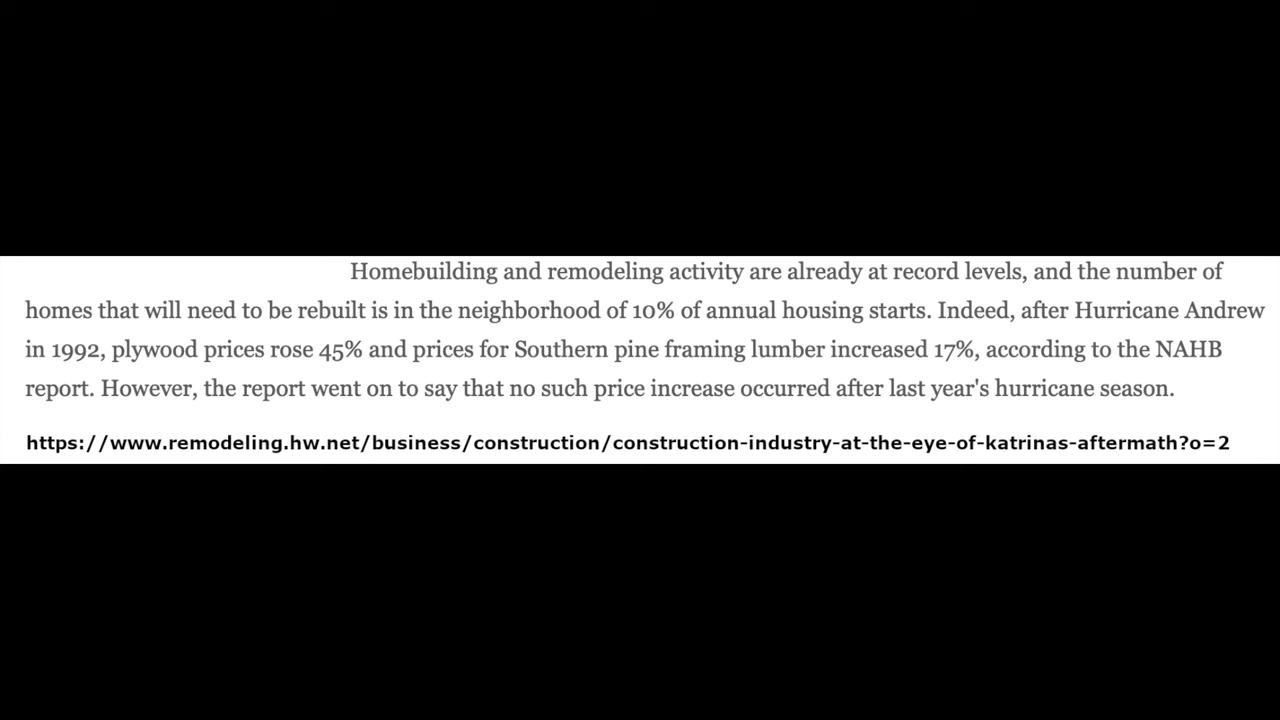 Homebuilding and remodeling activity are already at record levels, and the number of
homes that will need to be rebuilt is in the neighborhood of 10% of annual housing starts. Indeed, after Hurricane Andrew
in 1992, plywood prices rose 45% and prices for Southern pine framing lumber increased 17%, according to the NAHB
report. However, the report went on to say that no such price increase occurred after last year's hurricane season.
https://www.remodeling.hw.net/business/construction/construction-industry-at-the-eye-of-katrinas-aftermath?o=2